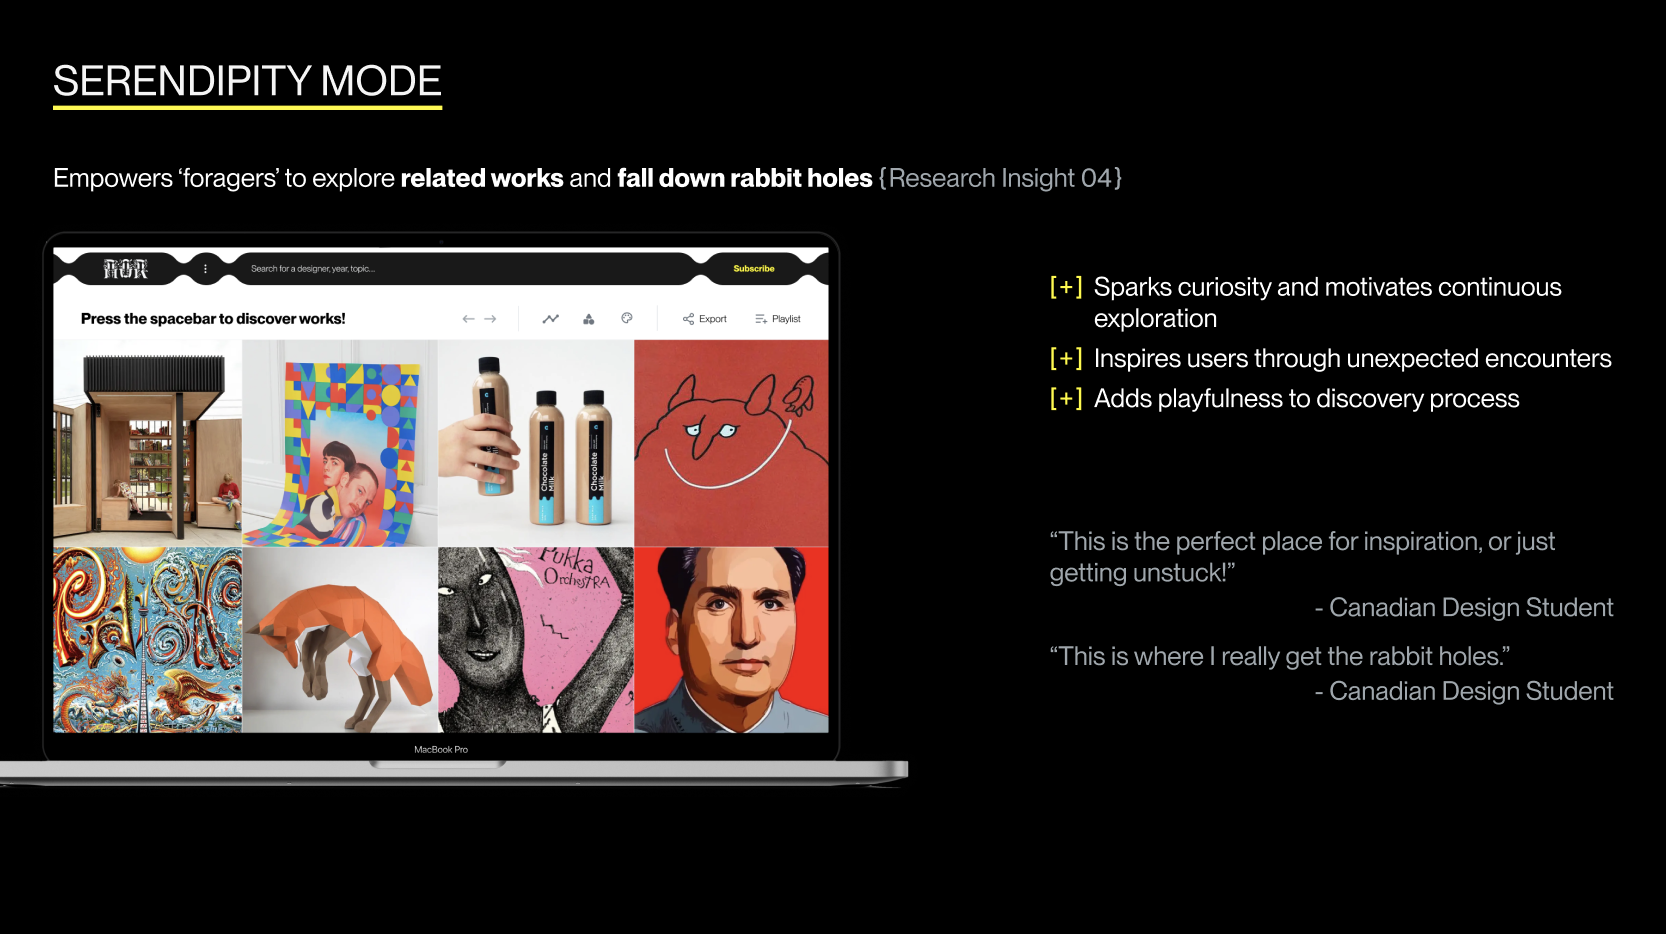 SERENDIPITY MODE
Empowers ‘foragers’ to explore related works and fall down rabbit holes {Research Insight 04}
Search for a designer, year, topic...
Subscribe
Press the spacebar to discover works!
Export
Playlist
Chocolate
Milk
Chocolate
Milk
Pukka
OrcheSTRA
MacBook Pro
[+] Sparks curiosity and motivates continuous
exploration
[+] Inspires users through unexpected encounters
[+] Adds playfulness to discovery process
“This is the perfect place for inspiration, or just
getting unstuck!”
- Canadian Design Student
“This is where I really get the rabbit holes.”
- Canadian Design Student